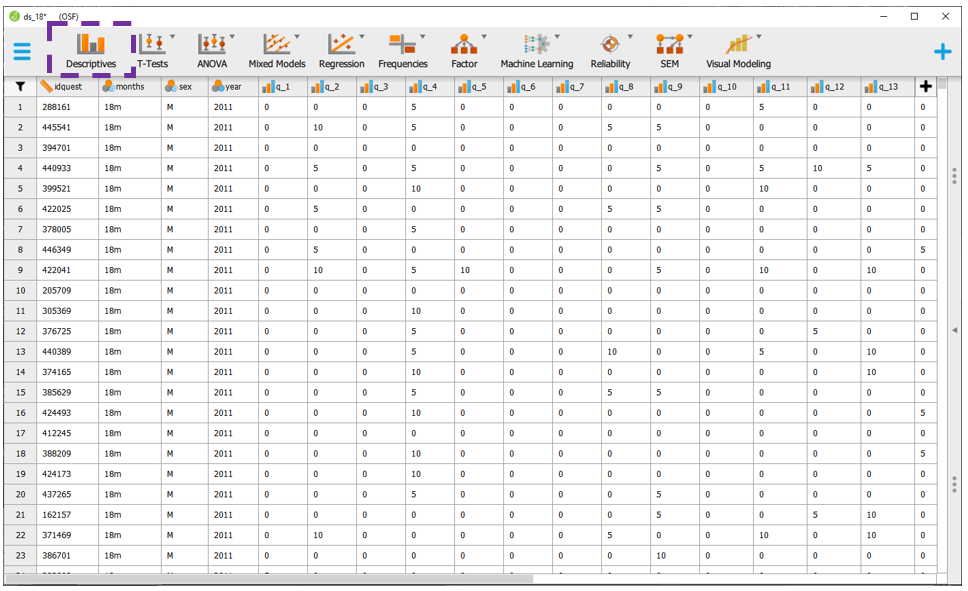 ds_18* (OSF)
Descriptives T-Tests ANOVA Mixed Models Regression Frequencies Factor Machine Learning Reliability SEM Visual Modeling
idquest months sex year q_1 q_2 q_3 q_4 q_5 q_6 q_7 q_8 q_9 q_10 q_11 q_12 q_13
1 288161 18m M 2011 0 0 0 5 0 0 0 0 0 0 5 0 0 0
2 445541 18m M 2011 0 10 0 5 0 0 0 5 5 0 0 0 0 0
3 394701 18m M 2011 0 0 0 0 0 0 0 0 0 0 0 0 0 0
4 440933 18m M 2011 0 5 0 5 0 0 0 0 5 0 5 10 5 0
5 399521 18m M 2011 0 0 0 10 0 0 0 0 0 0 10 0 0 0
6 422025 18m M 2011 0 5 0 0 0 0 0 5 5 0 0 0 0 0
7 378005 18m M 2011 0 0 0 5 0 0 0 0 0 0 0 0 0 0
8 446349 18m M 2011 0 5 0 0 0 0 0 0 0 0 0 0 0 5
9 422041 18m M 2011 0 10 0 5 10 0 0 0 5 0 10 0 10 0
10 205709 18m M 2011 0 0 0 0 0 0 0 0 0 0 0 0 0 0
11 305369 18m M 2011 0 0 0 10 0 0 0 0 0 0 0 0 0 0
12 376725 18m M 2011 0 0 0 5 0 0 0 0 0 0 0 5 0 0
13 440389 18m M 2011 0 0 0 5 0 0 0 10 0 0 5 0 10 0
14 374165 18m M 2011 0 0 0 10 0 0 0 0 0 0 0 0 10 0
15 385629 18m M 2011 0 0 0 5 0 0 0 5 5 0 0 0 0 0
16 424493 18m M 2011 0 0 0 10 0 0 0 0 0 0 0 0 0 5
17 412245 18m M 2011 0 0 0 0 0 0 0 0 0 0 0 0 0 0
18 388209 18m M 2011 0 0 0 10 0 0 0 0 0 0 0 0 0 5
19 424173 18m M 2011 0 0 0 10 0 0 0 0 0 0 0 0 0 0
20 437265 18m M 2011 0 0 0 5 0 0 0 0 5 0 0 0 0 0
21 162157 18m M 2011 0 0 0 0 0 0 0 0 5 0 0 5 10 0
22 371469 18m M 2011 0 10 0 0 0 0 0 5 0 0 10 0 10 0
23 386701 18m M 2011 0 0 0 0 0 0 0 0 10 0 0 0 0 0